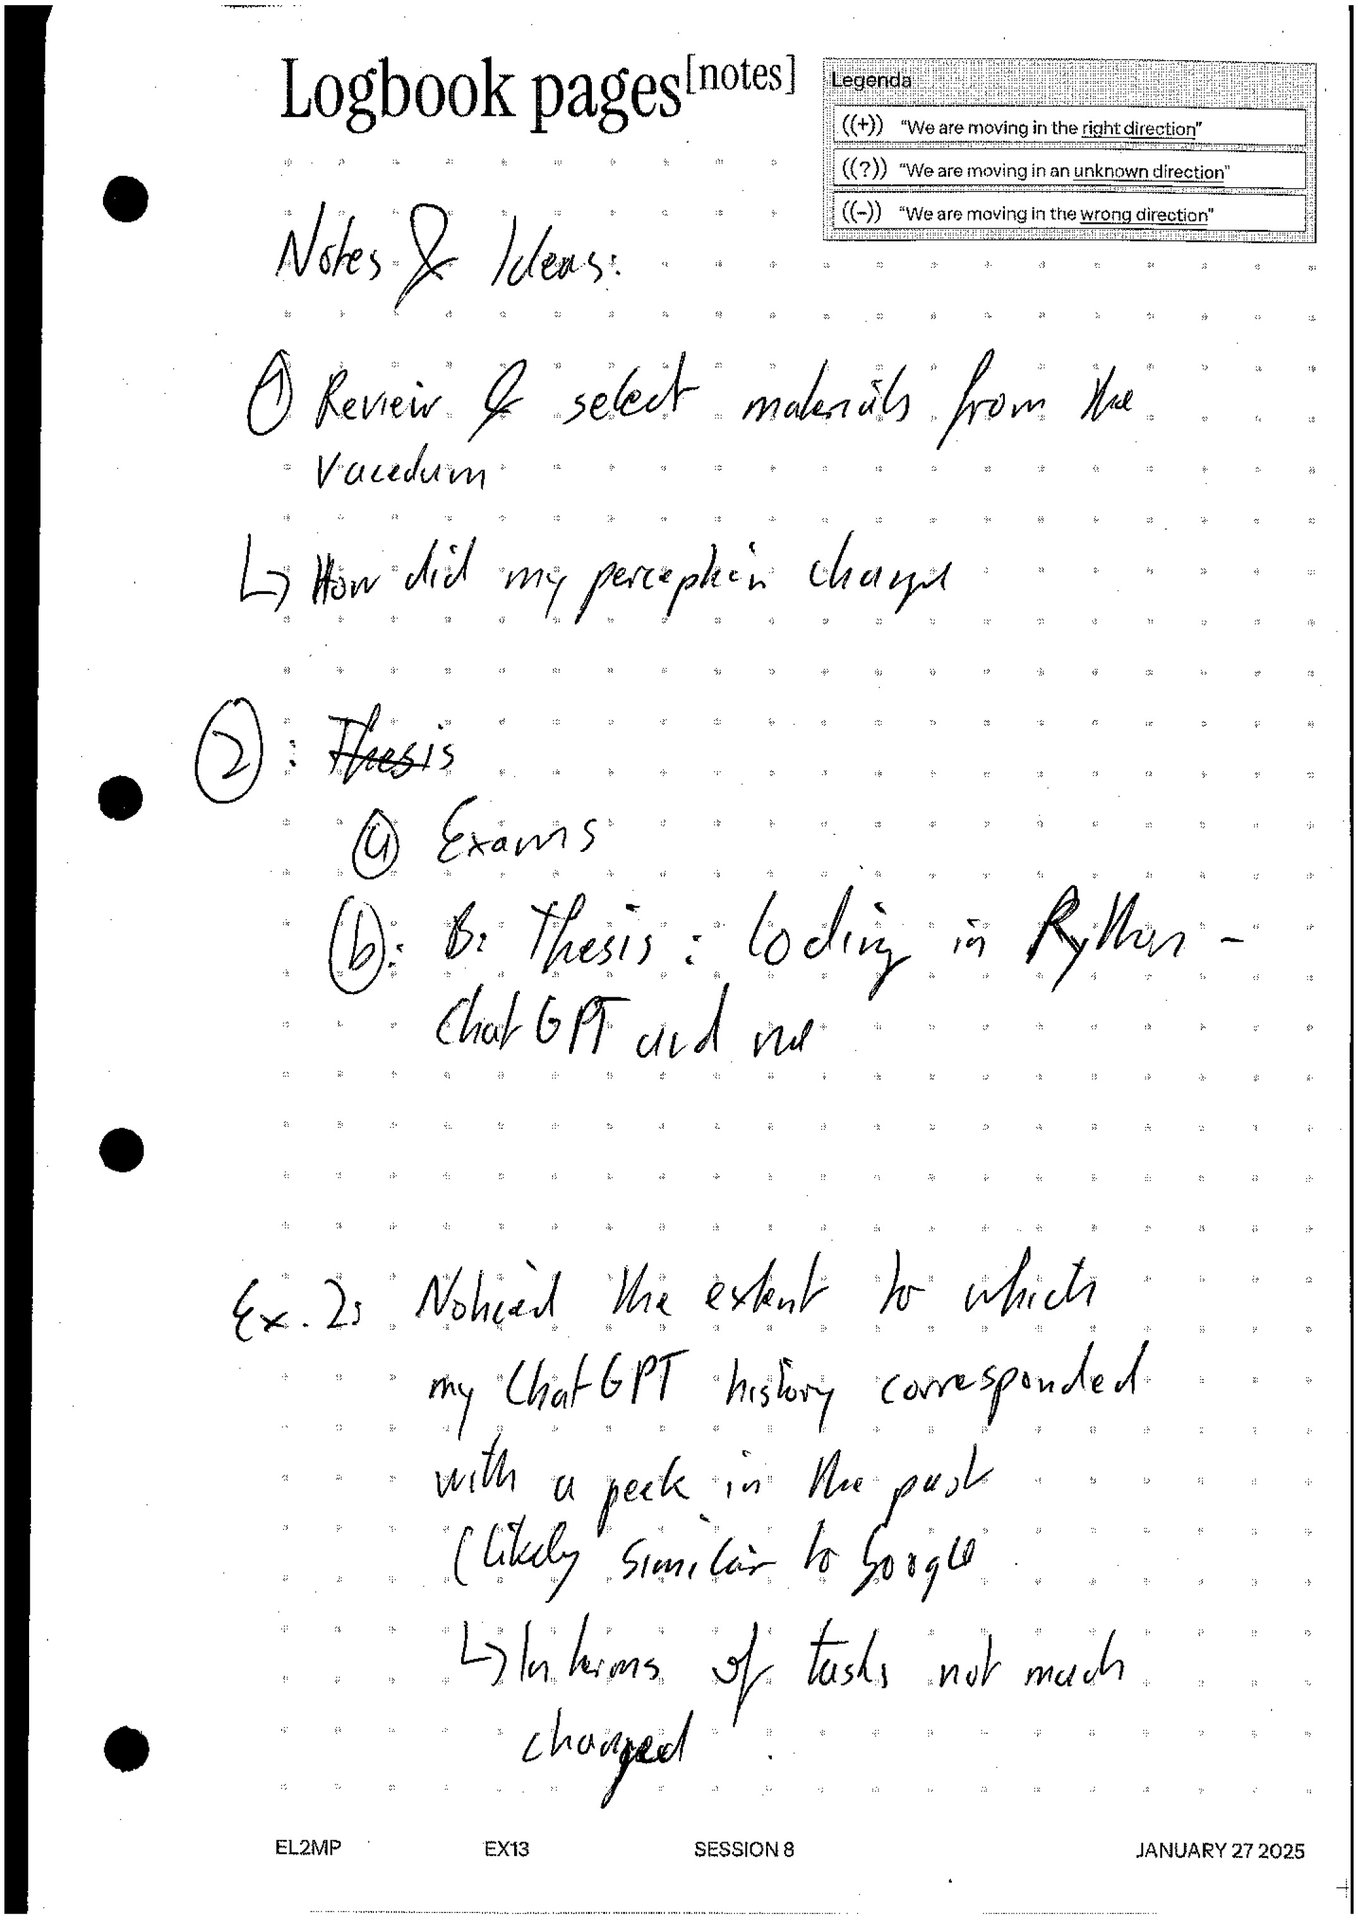 Logbook pages[notes]
Legenda
((+)) "We are moving in the right direction"
((?)) "We are moving in an unknown direction"
((−)) "We are moving in the wrong direction"
Notes & Ideas:
① Review & select materials from the
vacedum
↳ How did my perception change
②: Thesis
ⓐ Exams
ⓑ: B: Thesis: Coding in Python -
ChatGPT and me
Ex. 2: Noticed the extent to which
my ChatGPT history corresponded
with a peek in the past
(likely similar to Google
↳ In terms of tasks not much
changed
EL2MP EX13 SESSION 8 JANUARY 27 2025